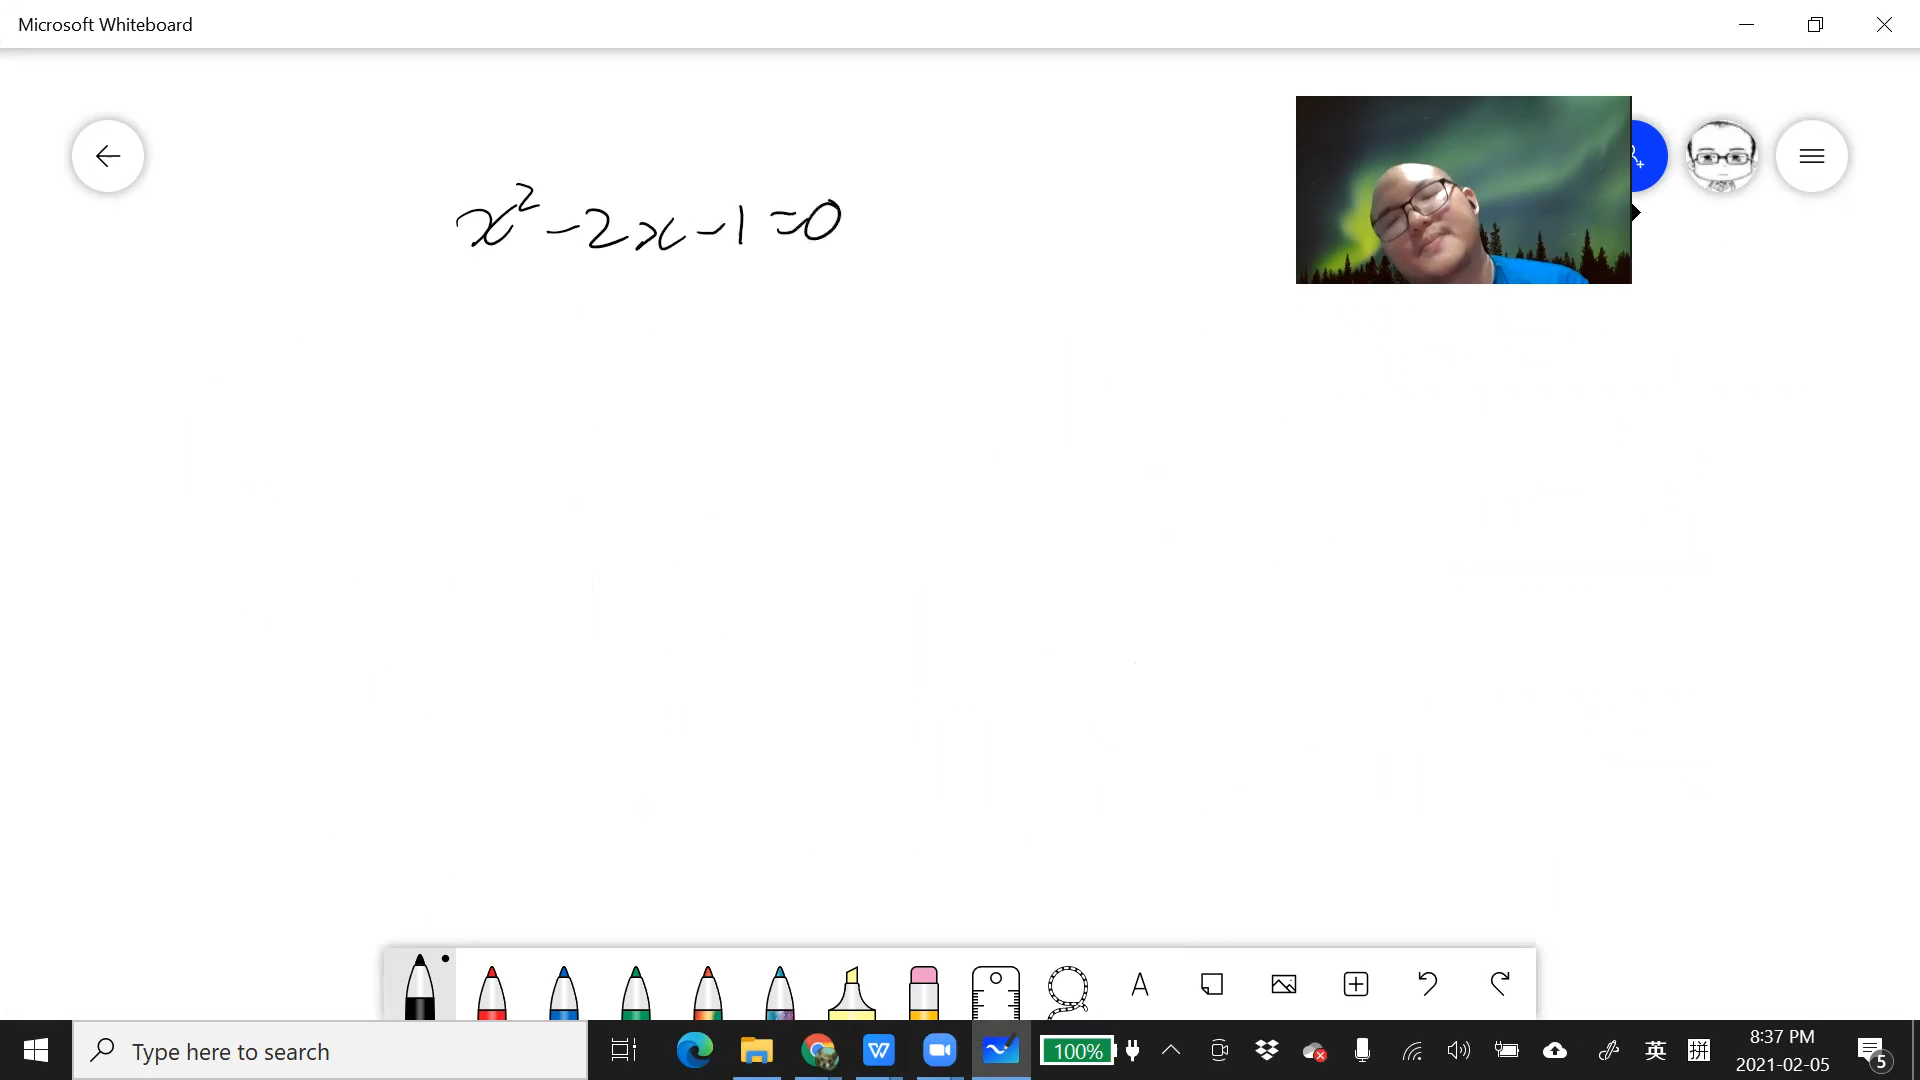 Microsoft Whiteboard
x² -2x -1 =0
A
Type here to search
100%
英
拼
8:37 PM
2021-02-05
5